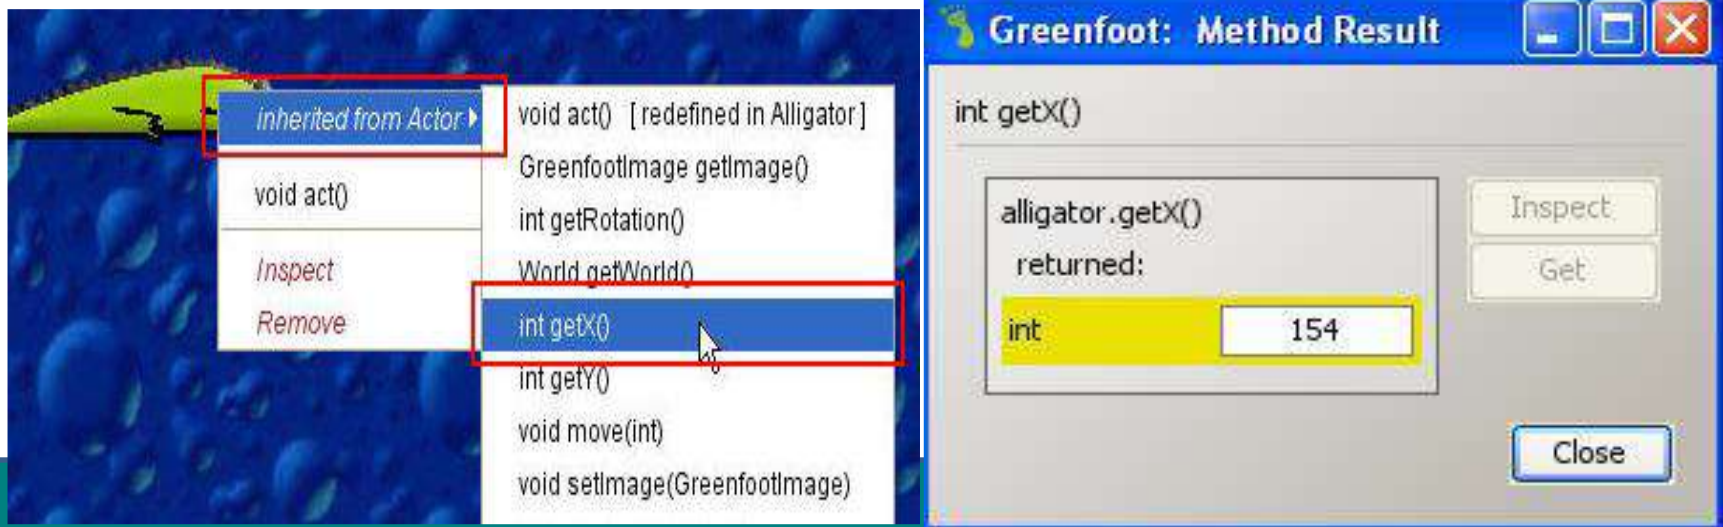 inherited from Actor
void act()
Inspect
Remove
void act() [ redefined in Alligator ]
GreenfootImage getImage()
int getRotation()
World getWorld()
int getX()
int getY()
void move(int)
void setImage(GreenfootImage)
Greenfoot: Method Result
int getX()
alligator.getX()
returned:
int 154
Inspect
Get
Close